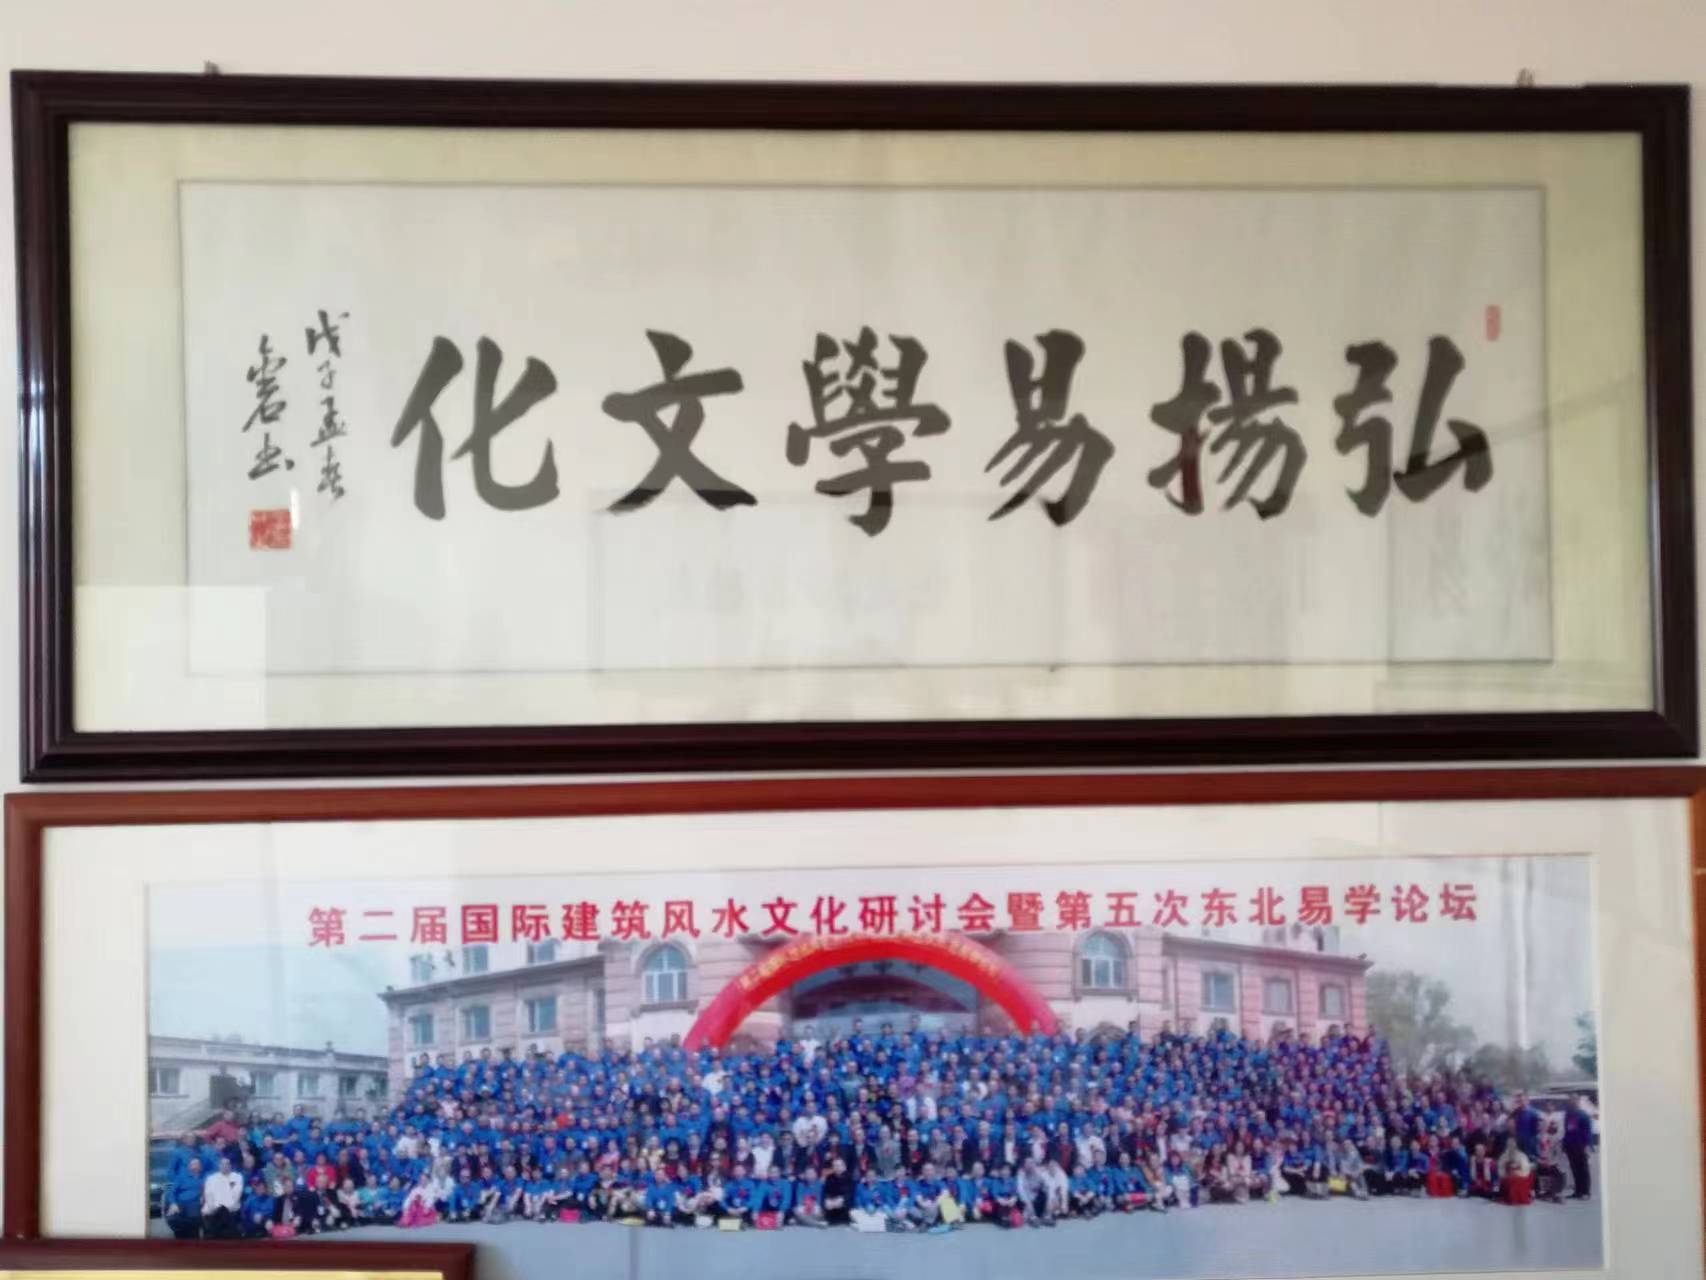 弘揚易學文化
戊子孟春
第二届国际建筑风水文化研讨会暨第五次东北易学论坛